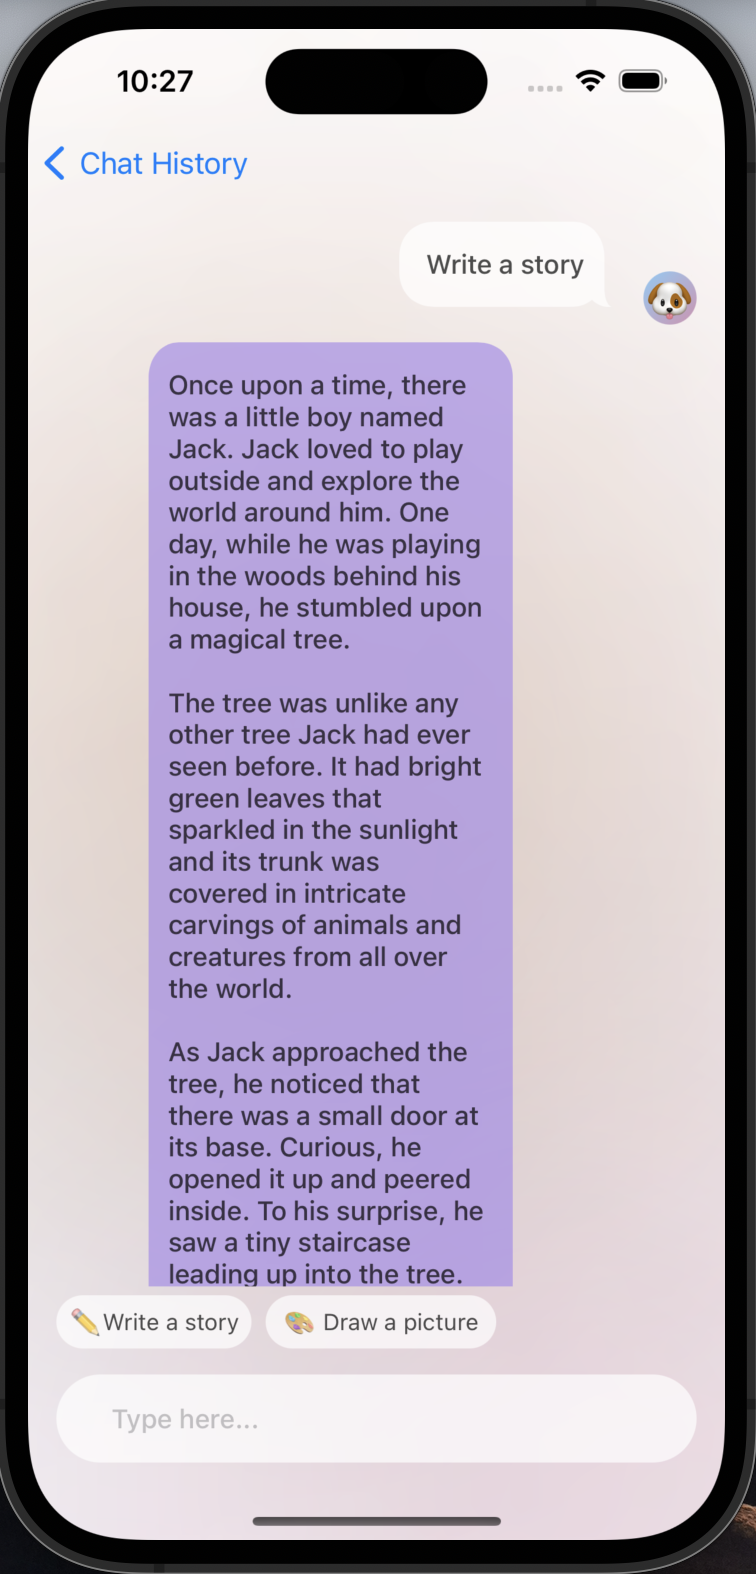 10:27
Chat History
Write a story
Once upon a time, there
was a little boy named
Jack. Jack loved to play
outside and explore the
world around him. One
day, while he was playing
in the woods behind his
house, he stumbled upon
a magical tree.
The tree was unlike any
other tree Jack had ever
seen before. It had bright
green leaves that
sparkled in the sunlight
and its trunk was
covered in intricate
carvings of animals and
creatures from all over
the world.
As Jack approached the
tree, he noticed that
there was a small door at
its base. Curious, he
opened it up and peered
inside. To his surprise, he
saw a tiny staircase
leading up into the tree.
Write a story
Draw a picture
Type here...